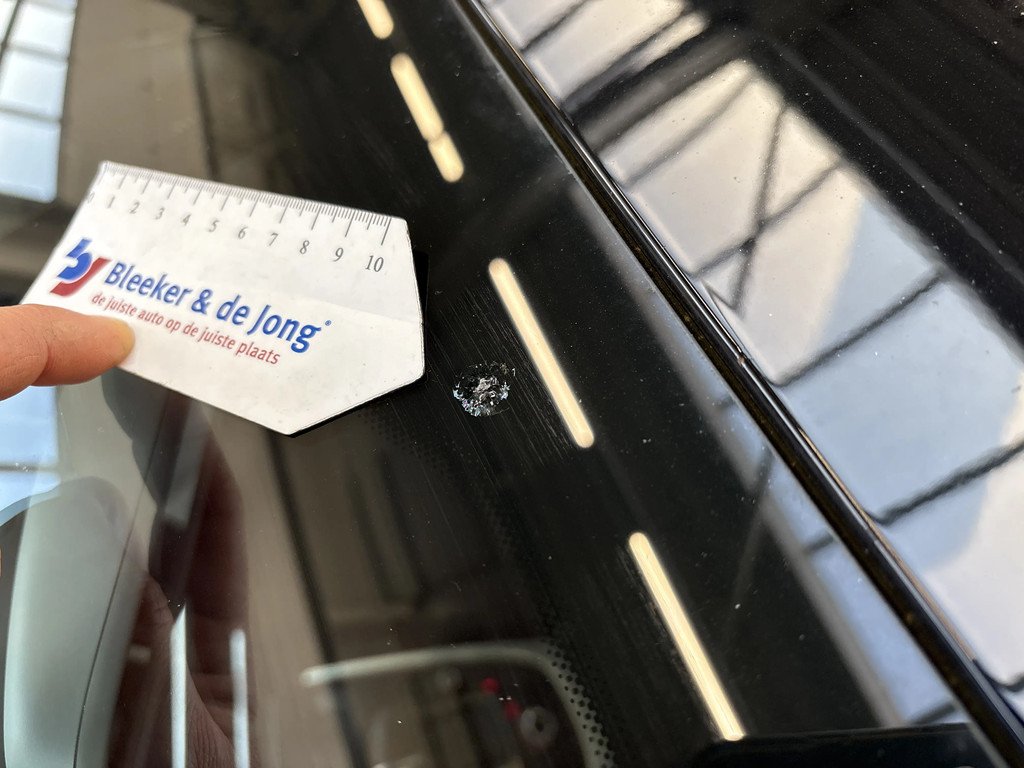 0 1 2 3 4 5 6 7 8 9 10
Bleeker & de Jong®
de juiste auto op de juiste plaats